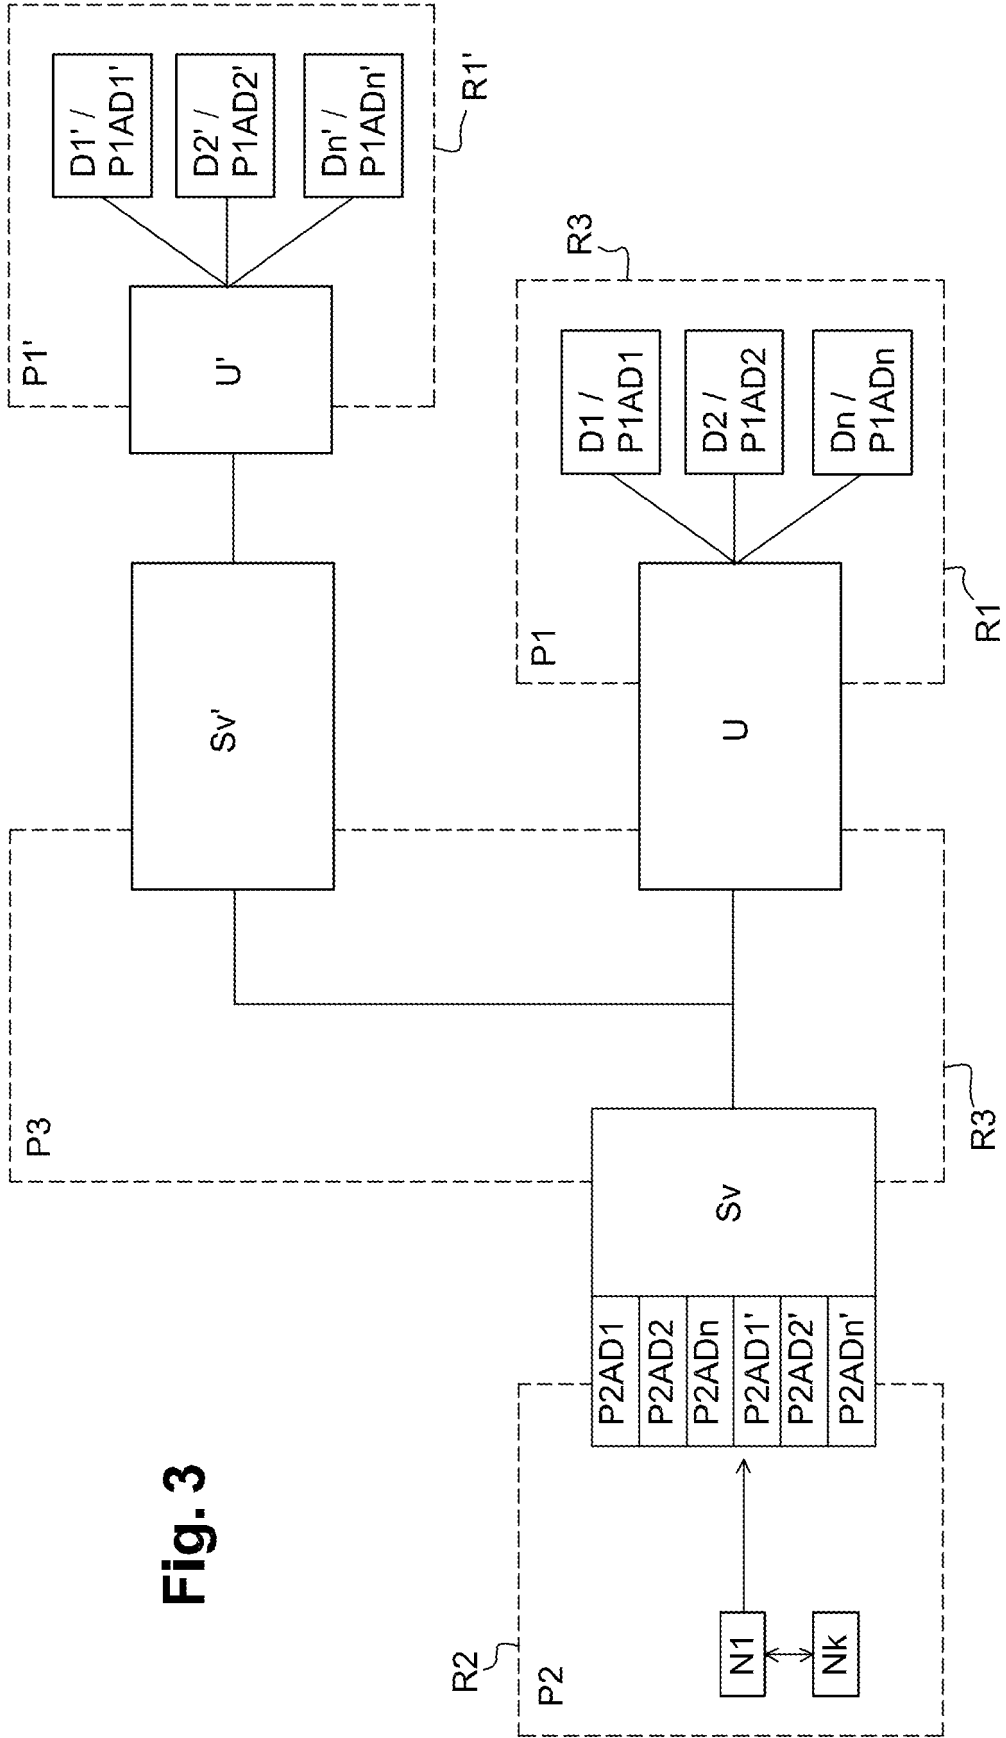 Fig. 3
R2
P2
N1
Nk
P2AD1
P2AD2
P2ADn
P2AD1'
P2AD2'
P2ADn'
Sv
P3
R3
Sv'
U
P1
R1
R3
D1 /
P1AD1
D2 /
P1AD2
Dn /
P1ADn
U'
P1'
R1'
D1' /
P1AD1'
D2' /
P1AD2'
Dn' /
P1ADn'